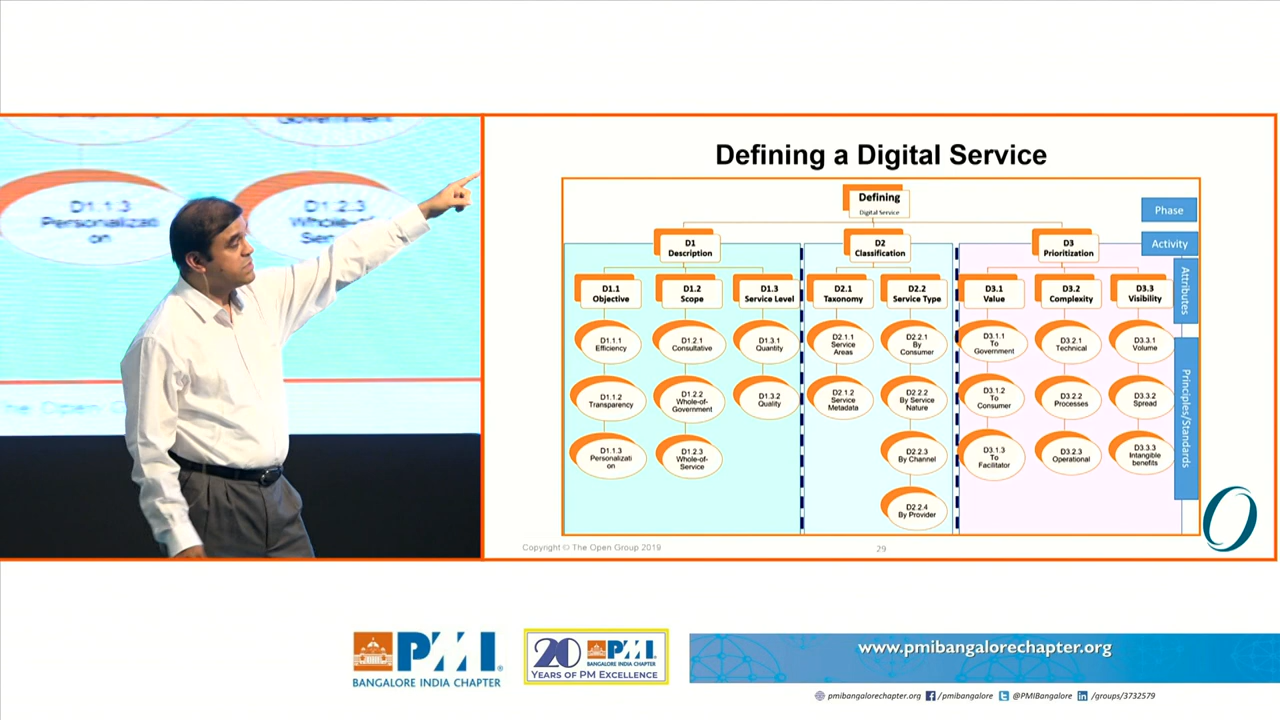 Government
D1.1.3
Personalizati
on
D1.2.3
Whole-of-
The Open G
Defining a Digital Service
Defining
Digital Service
Phase
D1
Description
D2
Classification
D3
Prioritization
Activity
D1.1
Objective
D1.2
Scope
D1.3
Service Level
D2.1
Taxonomy
D2.2
Service Type
D3.1
Value
D3.2
Complexity
D3.3
Visibility
Attributes
D1.1.1
Efficiency
D1.2.1
Consultative
D1.3.1
Quantity
D2.1.1
Service
Areas
D2.2.1
By
Consumer
D3.1.1
To
Government
D3.2.1
Technical
D3.3.1
Volume
D1.1.2
Transparency
D1.2.2
Whole-of-
Government
D1.3.2
Quality
D2.1.2
Service
Metadata
D2.2.2
By Service
Nature
D3.1.2
To
Consumer
D3.2.2
Processes
D3.3.2
Spread
Principles/Standards
D1.1.3
Personalizati
on
D1.2.3
Whole-of-
Service
D2.2.3
By Channel
D3.1.3
To
Facilitator
D3.2.3
Operational
D3.3.3
Intangible
benefits
D2.2.4
By Provider
Copyright © The Open Group 2019
29
PMI®
BANGALORE INDIA CHAPTER
20
PMI
BANGALORE INDIA CHAPTER
YEARS OF PM EXCELLENCE
www.pmibangalorechapter.org
pmibangalorechapter.org /pmibangalore @PMIBangalore /groups/3732579